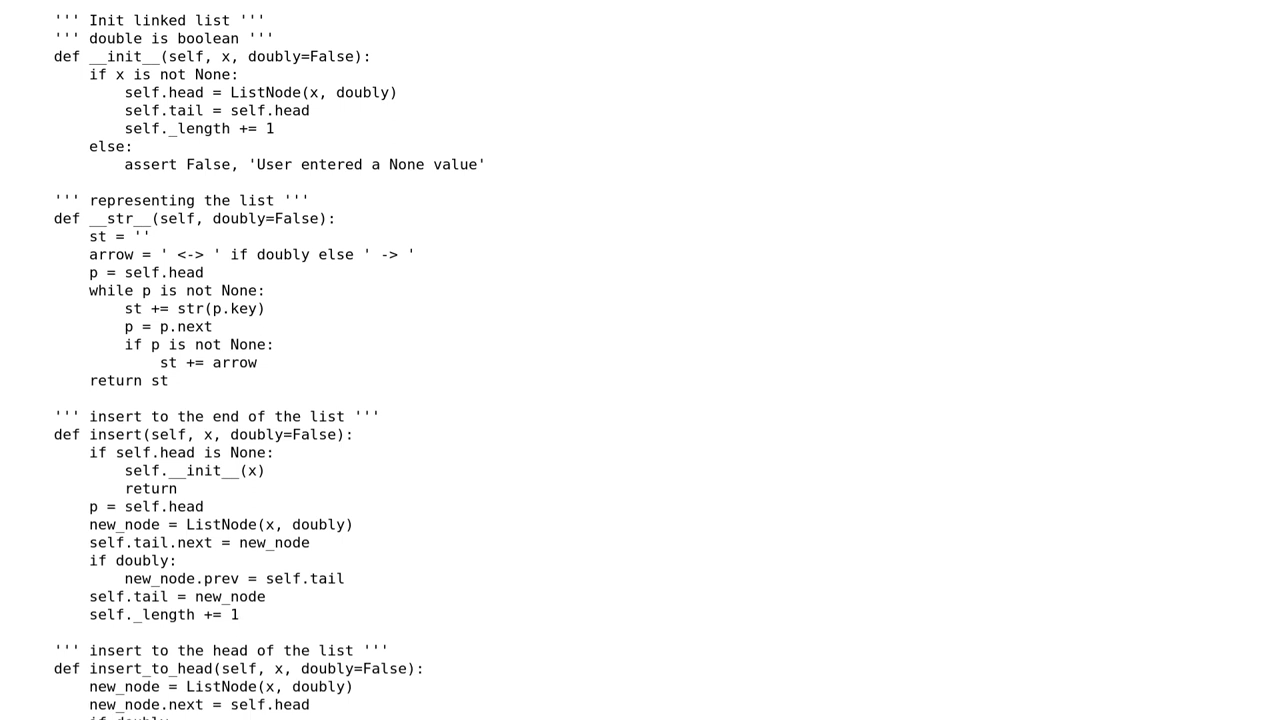 ''' Init linked list '''
''' double is boolean '''
def __init__(self, x, doubly=False):
    if x is not None:
        self.head = ListNode(x, doubly)
        self.tail = self.head
        self._length += 1
    else:
        assert False, 'User entered a None value'

''' representing the list '''
def __str__(self, doubly=False):
    st = ''
    arrow = ' <-> ' if doubly else ' -> '
    p = self.head
    while p is not None:
        st += str(p.key)
        p = p.next
        if p is not None:
            st += arrow
    return st

''' insert to the end of the list '''
def insert(self, x, doubly=False):
    if self.head is None:
        self.__init__(x)
        return
    p = self.head
    new_node = ListNode(x, doubly)
    self.tail.next = new_node
    if doubly:
        new_node.prev = self.tail
    self.tail = new_node
    self._length += 1

''' insert to the head of the list '''
def insert_to_head(self, x, doubly=False):
    new_node = ListNode(x, doubly)
    new_node.next = self.head
    if doubly